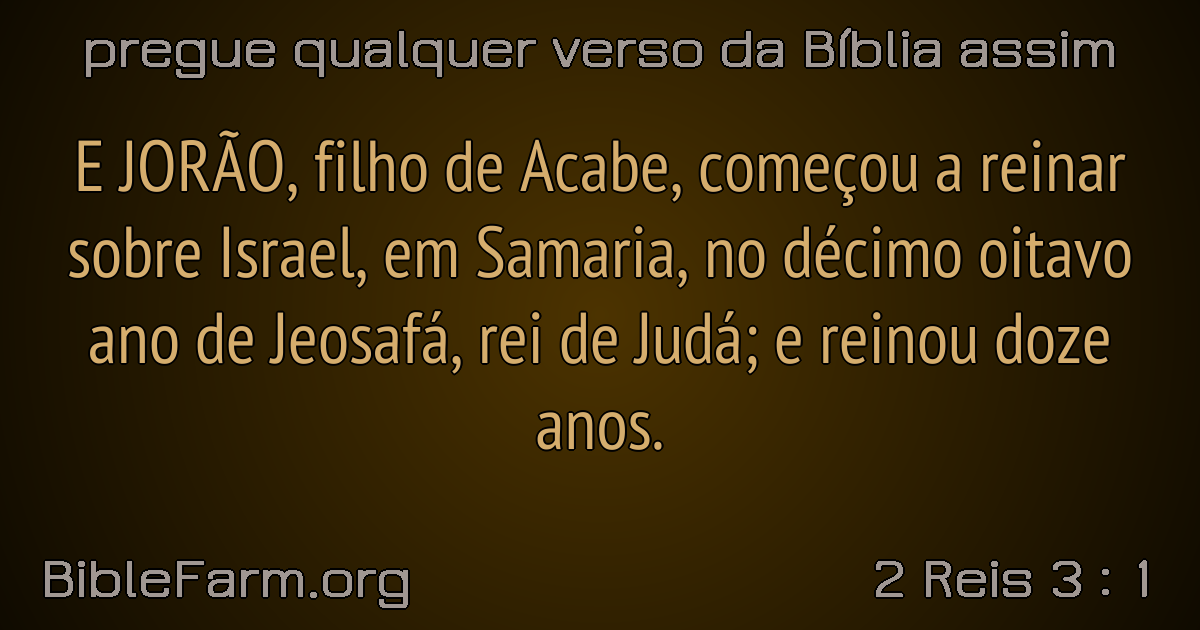 pregue qualquer verso da Bíblia assim
E JORÃO, filho de Acabe, começou a reinar
sobre Israel, em Samaria, no décimo oitavo
ano de Jeosafá, rei de Judá; e reinou doze
anos.
BibleFarm.org
2 Reis 3 : 1